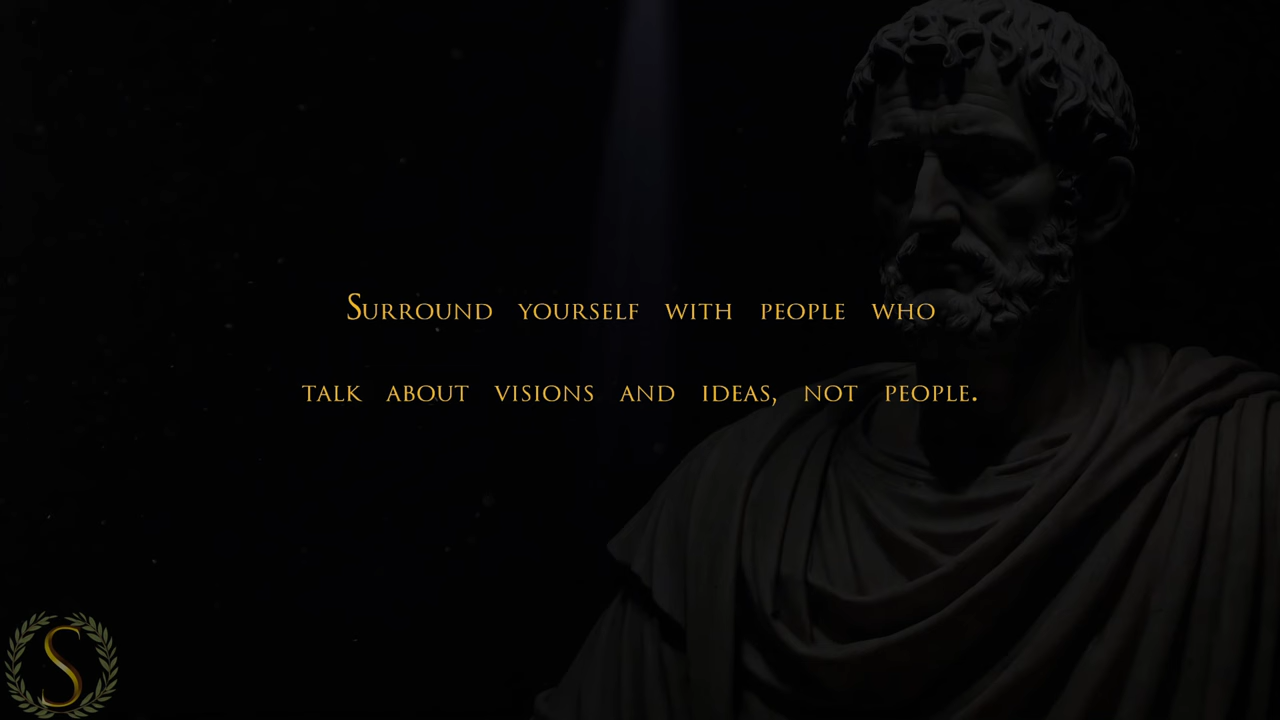 Surround yourself with people who
talk about visions and ideas, not people.
S